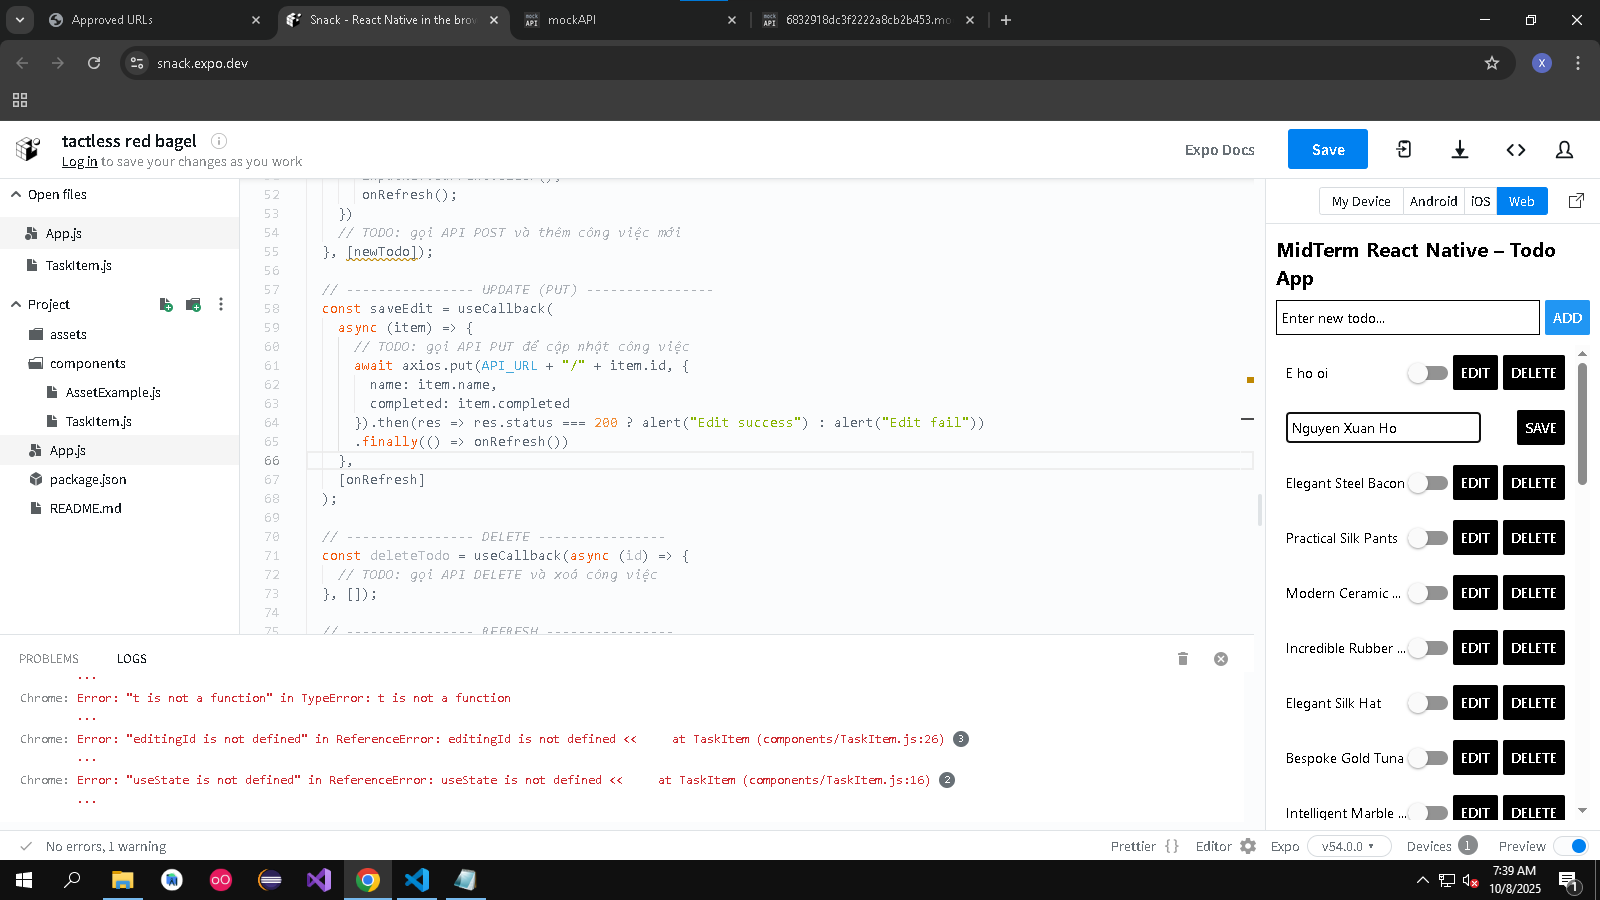 Approved URLs
Snack - React Native in the brow
mockAPI
6832918dc3f2222a8cb2b453.mo
snack.expo.dev
X
tactless red bagel
Log in to save your changes as you work
Expo Docs
Save
Open files
App.js
TaskItem.js
Project
assets
components
AssetExample.js
TaskItem.js
App.js
package.json
README.md
52 onRefresh();
53 })
54 // TODO: gọi API POST và thêm công việc mới
55 }, [newTodo]);
56
57 // ---------------- UPDATE (PUT) ----------------
58 const saveEdit = useCallback(
59 async (item) => {
60 // TODO: gọi API PUT để cập nhật công việc
61 await axios.put(API_URL + "/" + item.id, {
62 name: item.name,
63 completed: item.completed
64 }).then(res => res.status === 200 ? alert("Edit success") : alert("Edit fail"))
65 .finally(() => onRefresh())
66 },
67 [onRefresh]
68 );
69
70 // ---------------- DELETE ----------------
71 const deleteTodo = useCallback(async (id) => {
72 // TODO: gọi API DELETE và xoá công việc
73 }, []);
74
75 // ---------------- REFRESH ----------------
PROBLEMS LOGS
...
Chrome: Error: "t is not a function" in TypeError: t is not a function
...
Chrome: Error: "editingId is not defined" in ReferenceError: editingId is not defined << at TaskItem (components/TaskItem.js:26) 3
...
Chrome: Error: "useState is not defined" in ReferenceError: useState is not defined << at TaskItem (components/TaskItem.js:16) 2
...
My Device Android iOS Web
MidTerm React Native – Todo
App
Enter new todo... ADD
E ho oi EDIT DELETE
Nguyen Xuan Ho SAVE
Elegant Steel Bacon EDIT DELETE
Practical Silk Pants EDIT DELETE
Modern Ceramic ... EDIT DELETE
Incredible Rubber ... EDIT DELETE
Elegant Silk Hat EDIT DELETE
Bespoke Gold Tuna EDIT DELETE
Intelligent Marble ... EDIT DELETE
No errors, 1 warning
Prettier {} Editor Expo v54.0.0 Devices 1 Preview
7:39 AM
10/8/2025
1